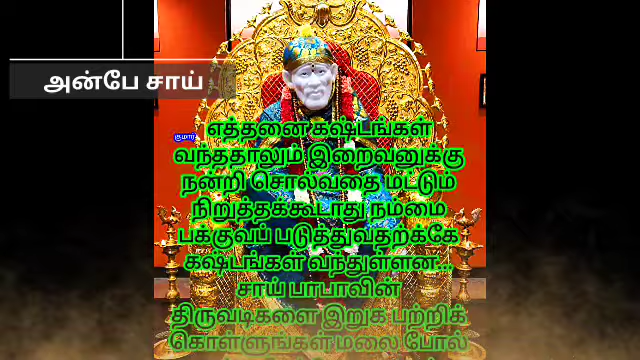 அன்பே சாய்
குமார்
எத்தனை கஷ்டங்கள்
வந்ததாலும் இறைவனுக்கு
நன்றி சொல்வதை மட்டும்
நிறுத்தக்கூடாது நம்மை
பக்குவப் படுத்துவதற்க்கே
கஷ்டங்கள் வந்துள்ளன...
சாய் பாபாவின்
திருவடிகளை இறுக பற்றிக்
கொள்ளுங்கள்மலை போல்